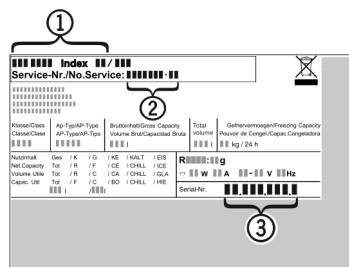 1
Index /
Service-Nr./No.Service: -
2
Klasse/Class Ap-Typ/AP-Type Bruttoinhalt/Gross Capacity Total Gefriervermoegen/Freezing Capacity
Classe/Clase AP-Type/AP-Tipo Volume Brut/Capacidad Bruta volume Pouvoir de Congel./Capac.Congeladora
l l kg / 24 h
Nutzinhalt Ges / K / G / KE / KALT / EIS
Net.Capacity Tot / R / F / CE / CHILL / ICE
Volume Utile Tot / R / C / CA / CHILL / GLA
Capac. Util Tot / F / C / BO / CHILL / HIE
l / l
R : g
W A - V Hz
Serial-Nr. . . .
3